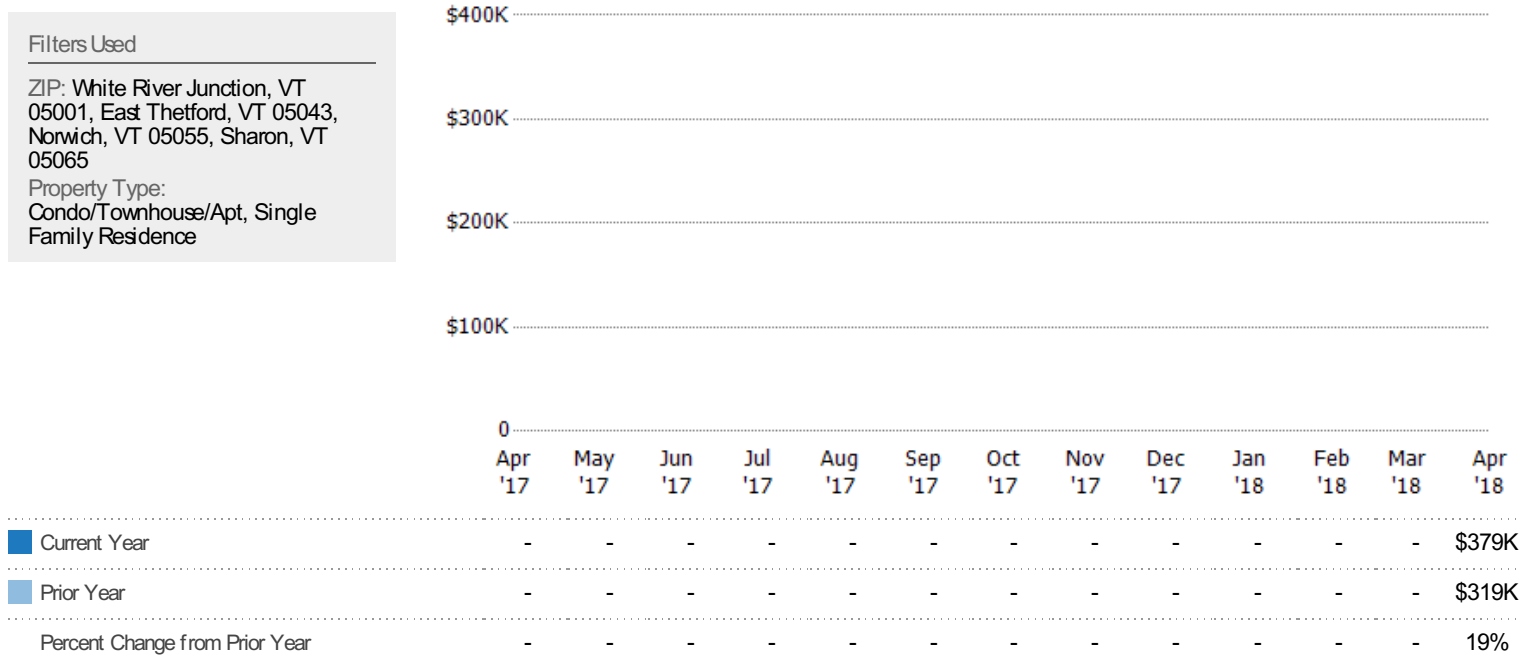 Filters Used
ZIP: White River Junction, VT
05001, East Thetford, VT 05043,
Norwich, VT 05055, Sharon, VT
05065
Property Type:
Condo/Townhouse/Apt, Single
Family Residence
$400K
$300K
$200K
$100K
0
Apr May Jun Jul Aug Sep Oct Nov Dec Jan Feb Mar Apr
'17 '17 '17 '17 '17 '17 '17 '17 '17 '18 '18 '18 '18
Current Year - - - - - - - - - - - - $379K
Prior Year - - - - - - - - - - - - $319K
Percent Change from Prior Year - - - - - - - - - - - - 19%